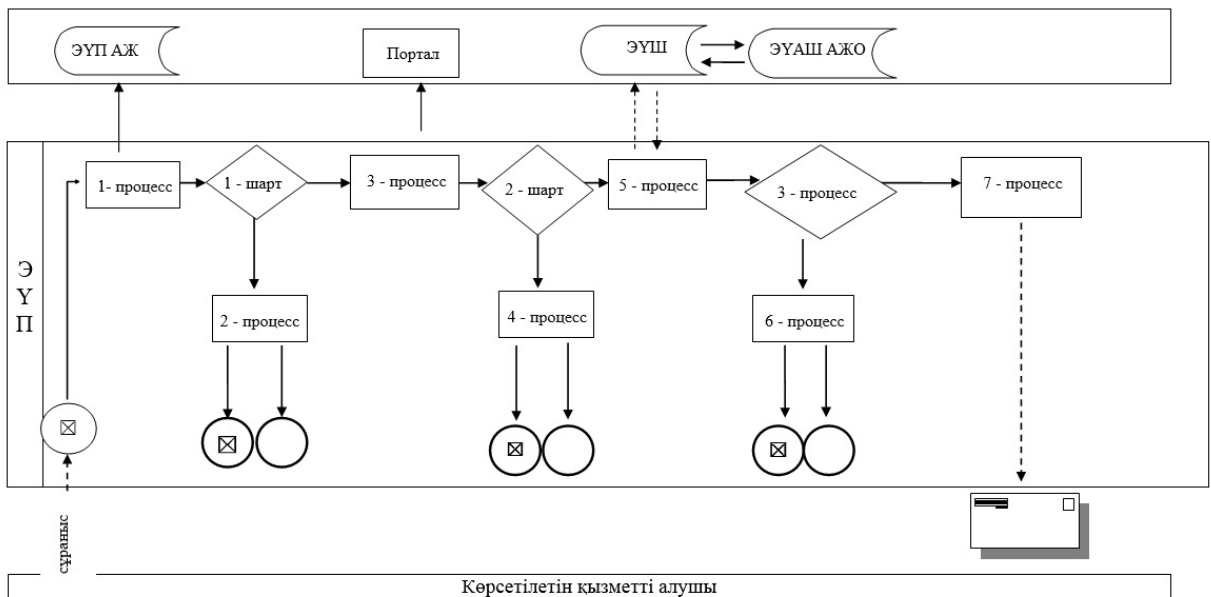 ЭҮП АЖ
Портал
ЭҮШ
ЭҮАШ АЖО
ЭҮП
1- процесс
1 - шарт
3 - процесс
2 - шарт
5 - процесс
3 - процесс
7 - процесс
2 - процесс
4 - процесс
6 - процесс
сұраныс
Көрсетілетін қызметті алушы